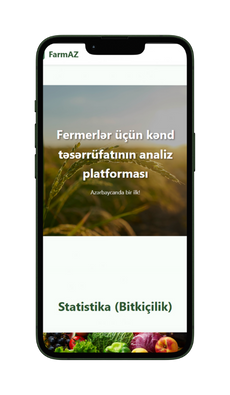 FarmAZ
Fermerlər üçün kənd
təsərrüfatının analiz
platforması
Azərbaycanda bir ilk!
Statistika (Bitkiçilik)